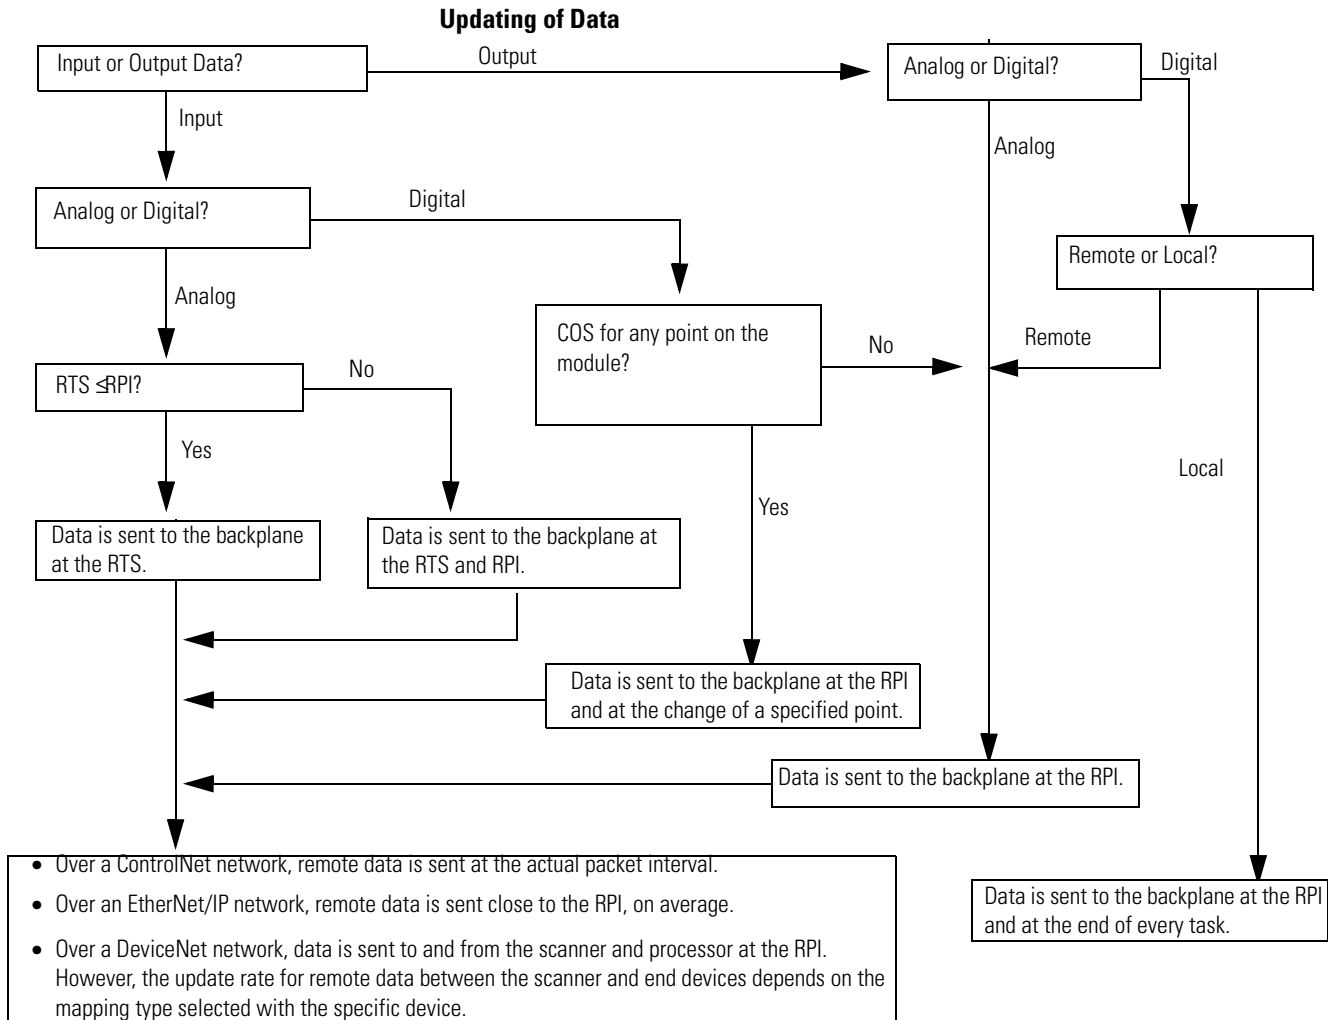 Updating of Data
Input or Output Data?
Output
Analog or Digital?
Digital
Input
Analog
Analog or Digital?
Digital
Remote or Local?
Analog
COS for any point on the
module?
No
Remote
RTS ≤RPI?
No
Yes
Local
Yes
Data is sent to the backplane
at the RTS.
Data is sent to the backplane at
the RTS and RPI.
Data is sent to the backplane at the RPI
and at the change of a specified point.
Data is sent to the backplane at the RPI.
• Over a ControlNet network, remote data is sent at the actual packet interval.
• Over an EtherNet/IP network, remote data is sent close to the RPI, on average.
• Over a DeviceNet network, data is sent to and from the scanner and processor at the RPI.
However, the update rate for remote data between the scanner and end devices depends on the
mapping type selected with the specific device.
Data is sent to the backplane at the RPI
and at the end of every task.